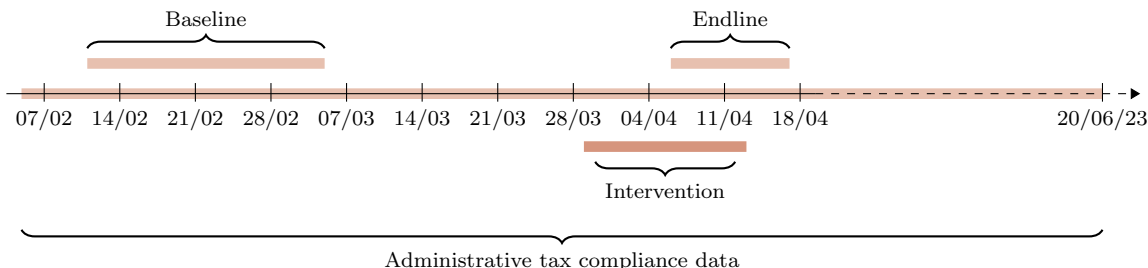 Baseline Endline
07/02 14/02 21/02 28/02 07/03 14/03 21/03 28/03 04/04 11/04 18/04 20/06/23
Intervention
Administrative tax compliance data